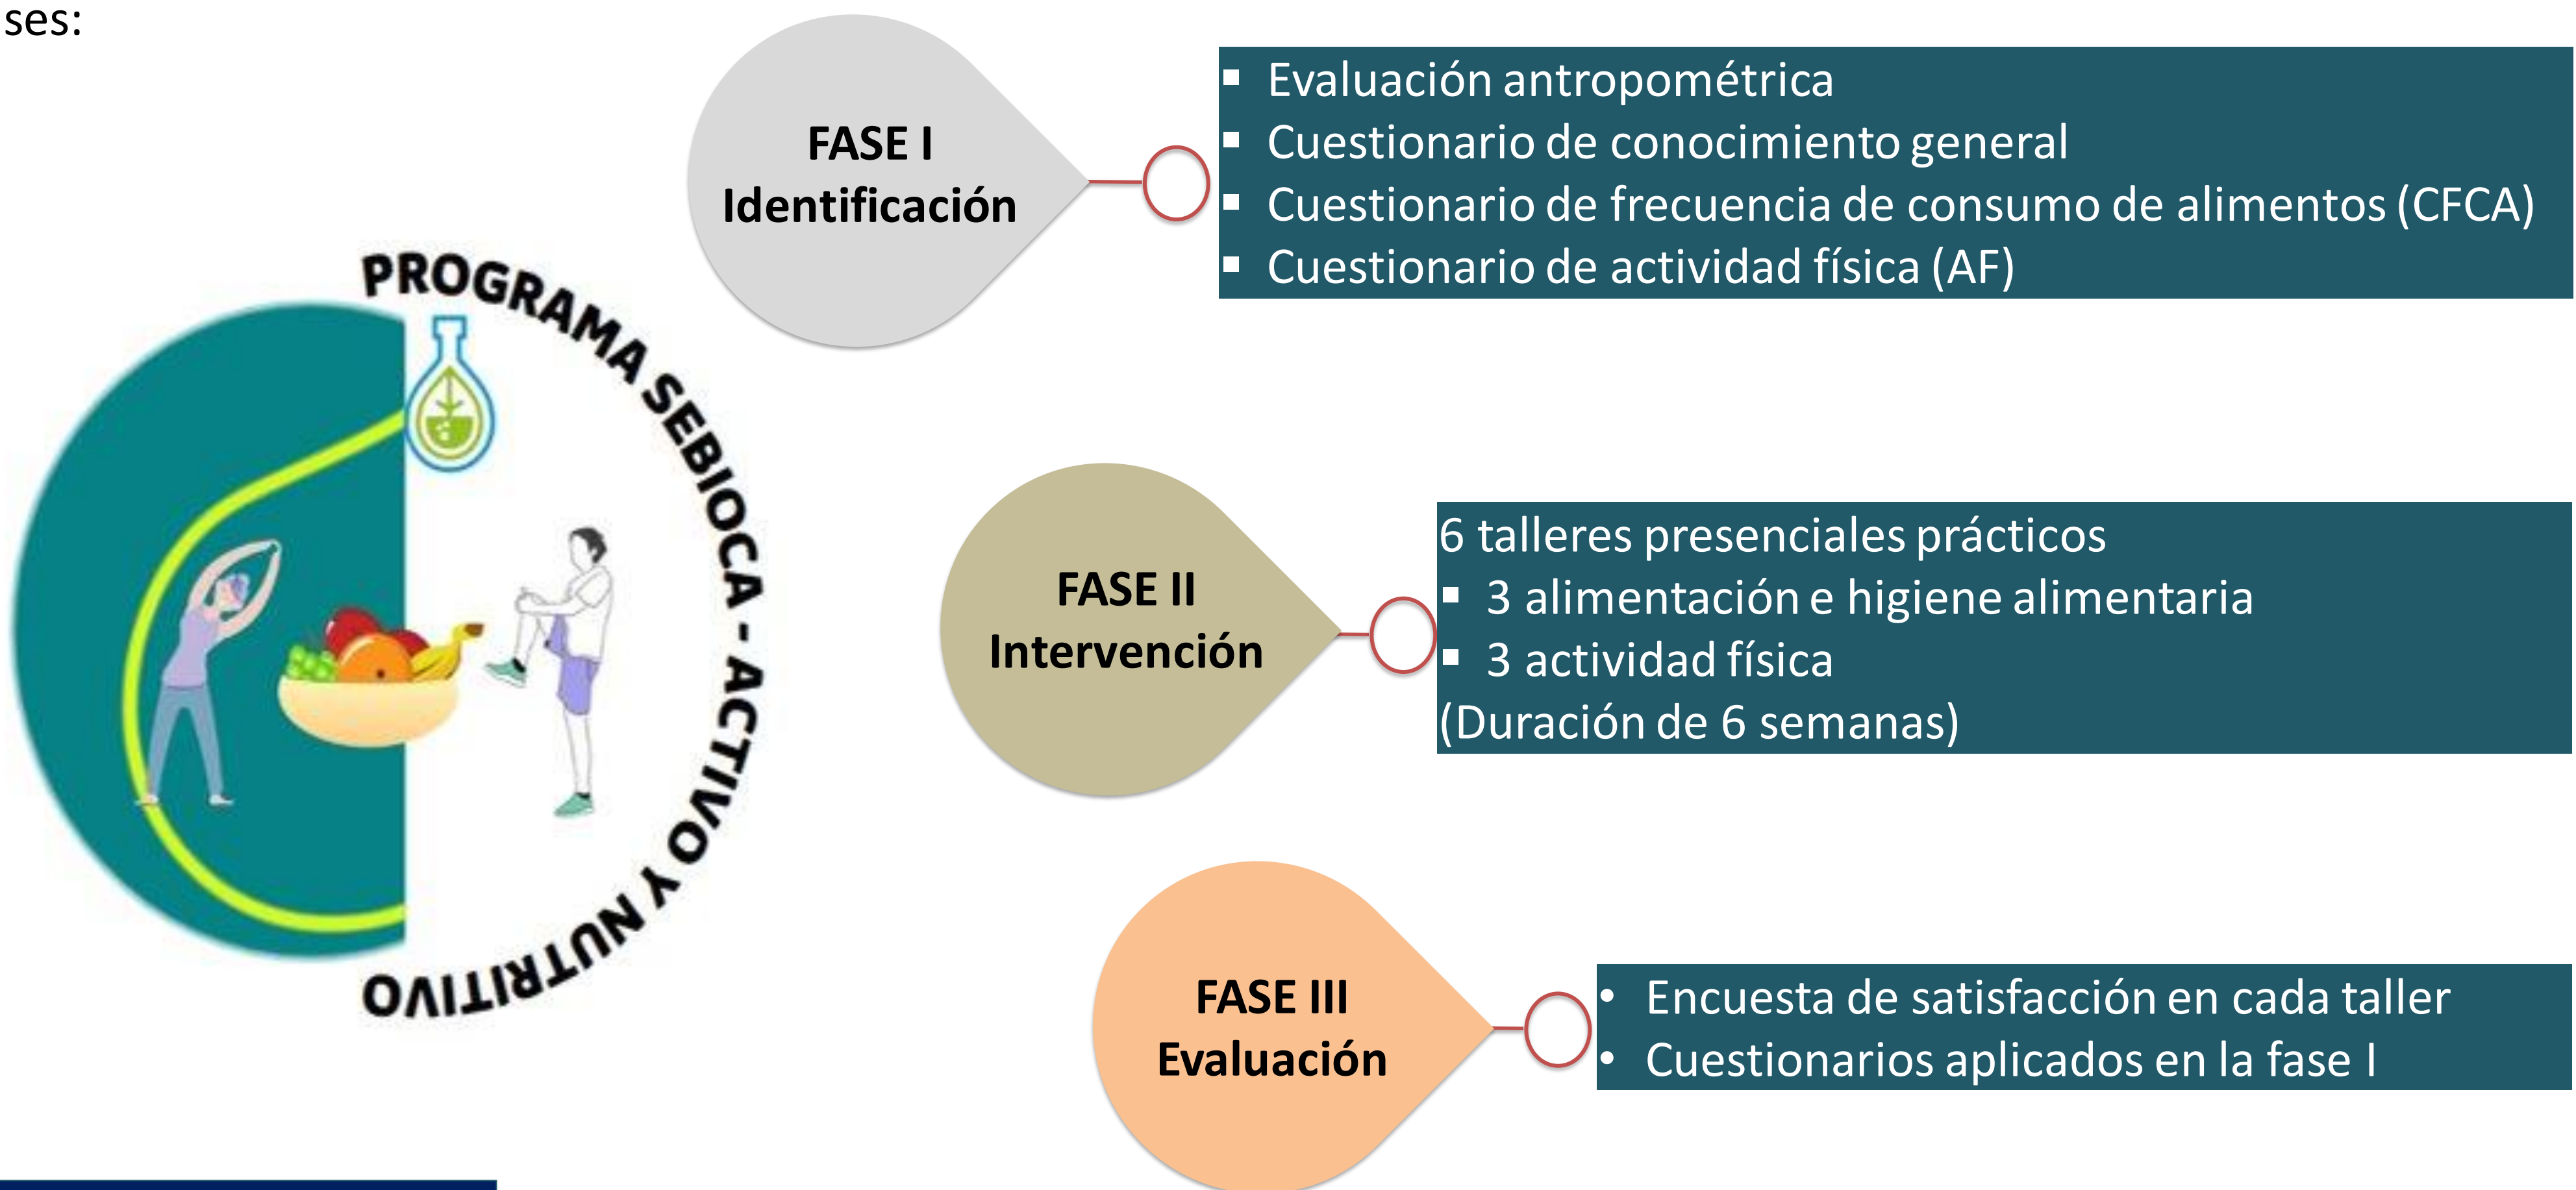 ses:
FASE I
Identificación
▪ Evaluación antropométrica
▪ Cuestionario de conocimiento general
▪ Cuestionario de frecuencia de consumo de alimentos (CFCA)
▪ Cuestionario de actividad física (AF)
PROGRAMA SEBIOCA - ACTIVO Y NUTRITIVO
FASE II
Intervención
6 talleres presenciales prácticos
▪ 3 alimentación e higiene alimentaria
▪ 3 actividad física
(Duración de 6 semanas)
FASE III
Evaluación
• Encuesta de satisfacción en cada taller
• Cuestionarios aplicados en la fase I